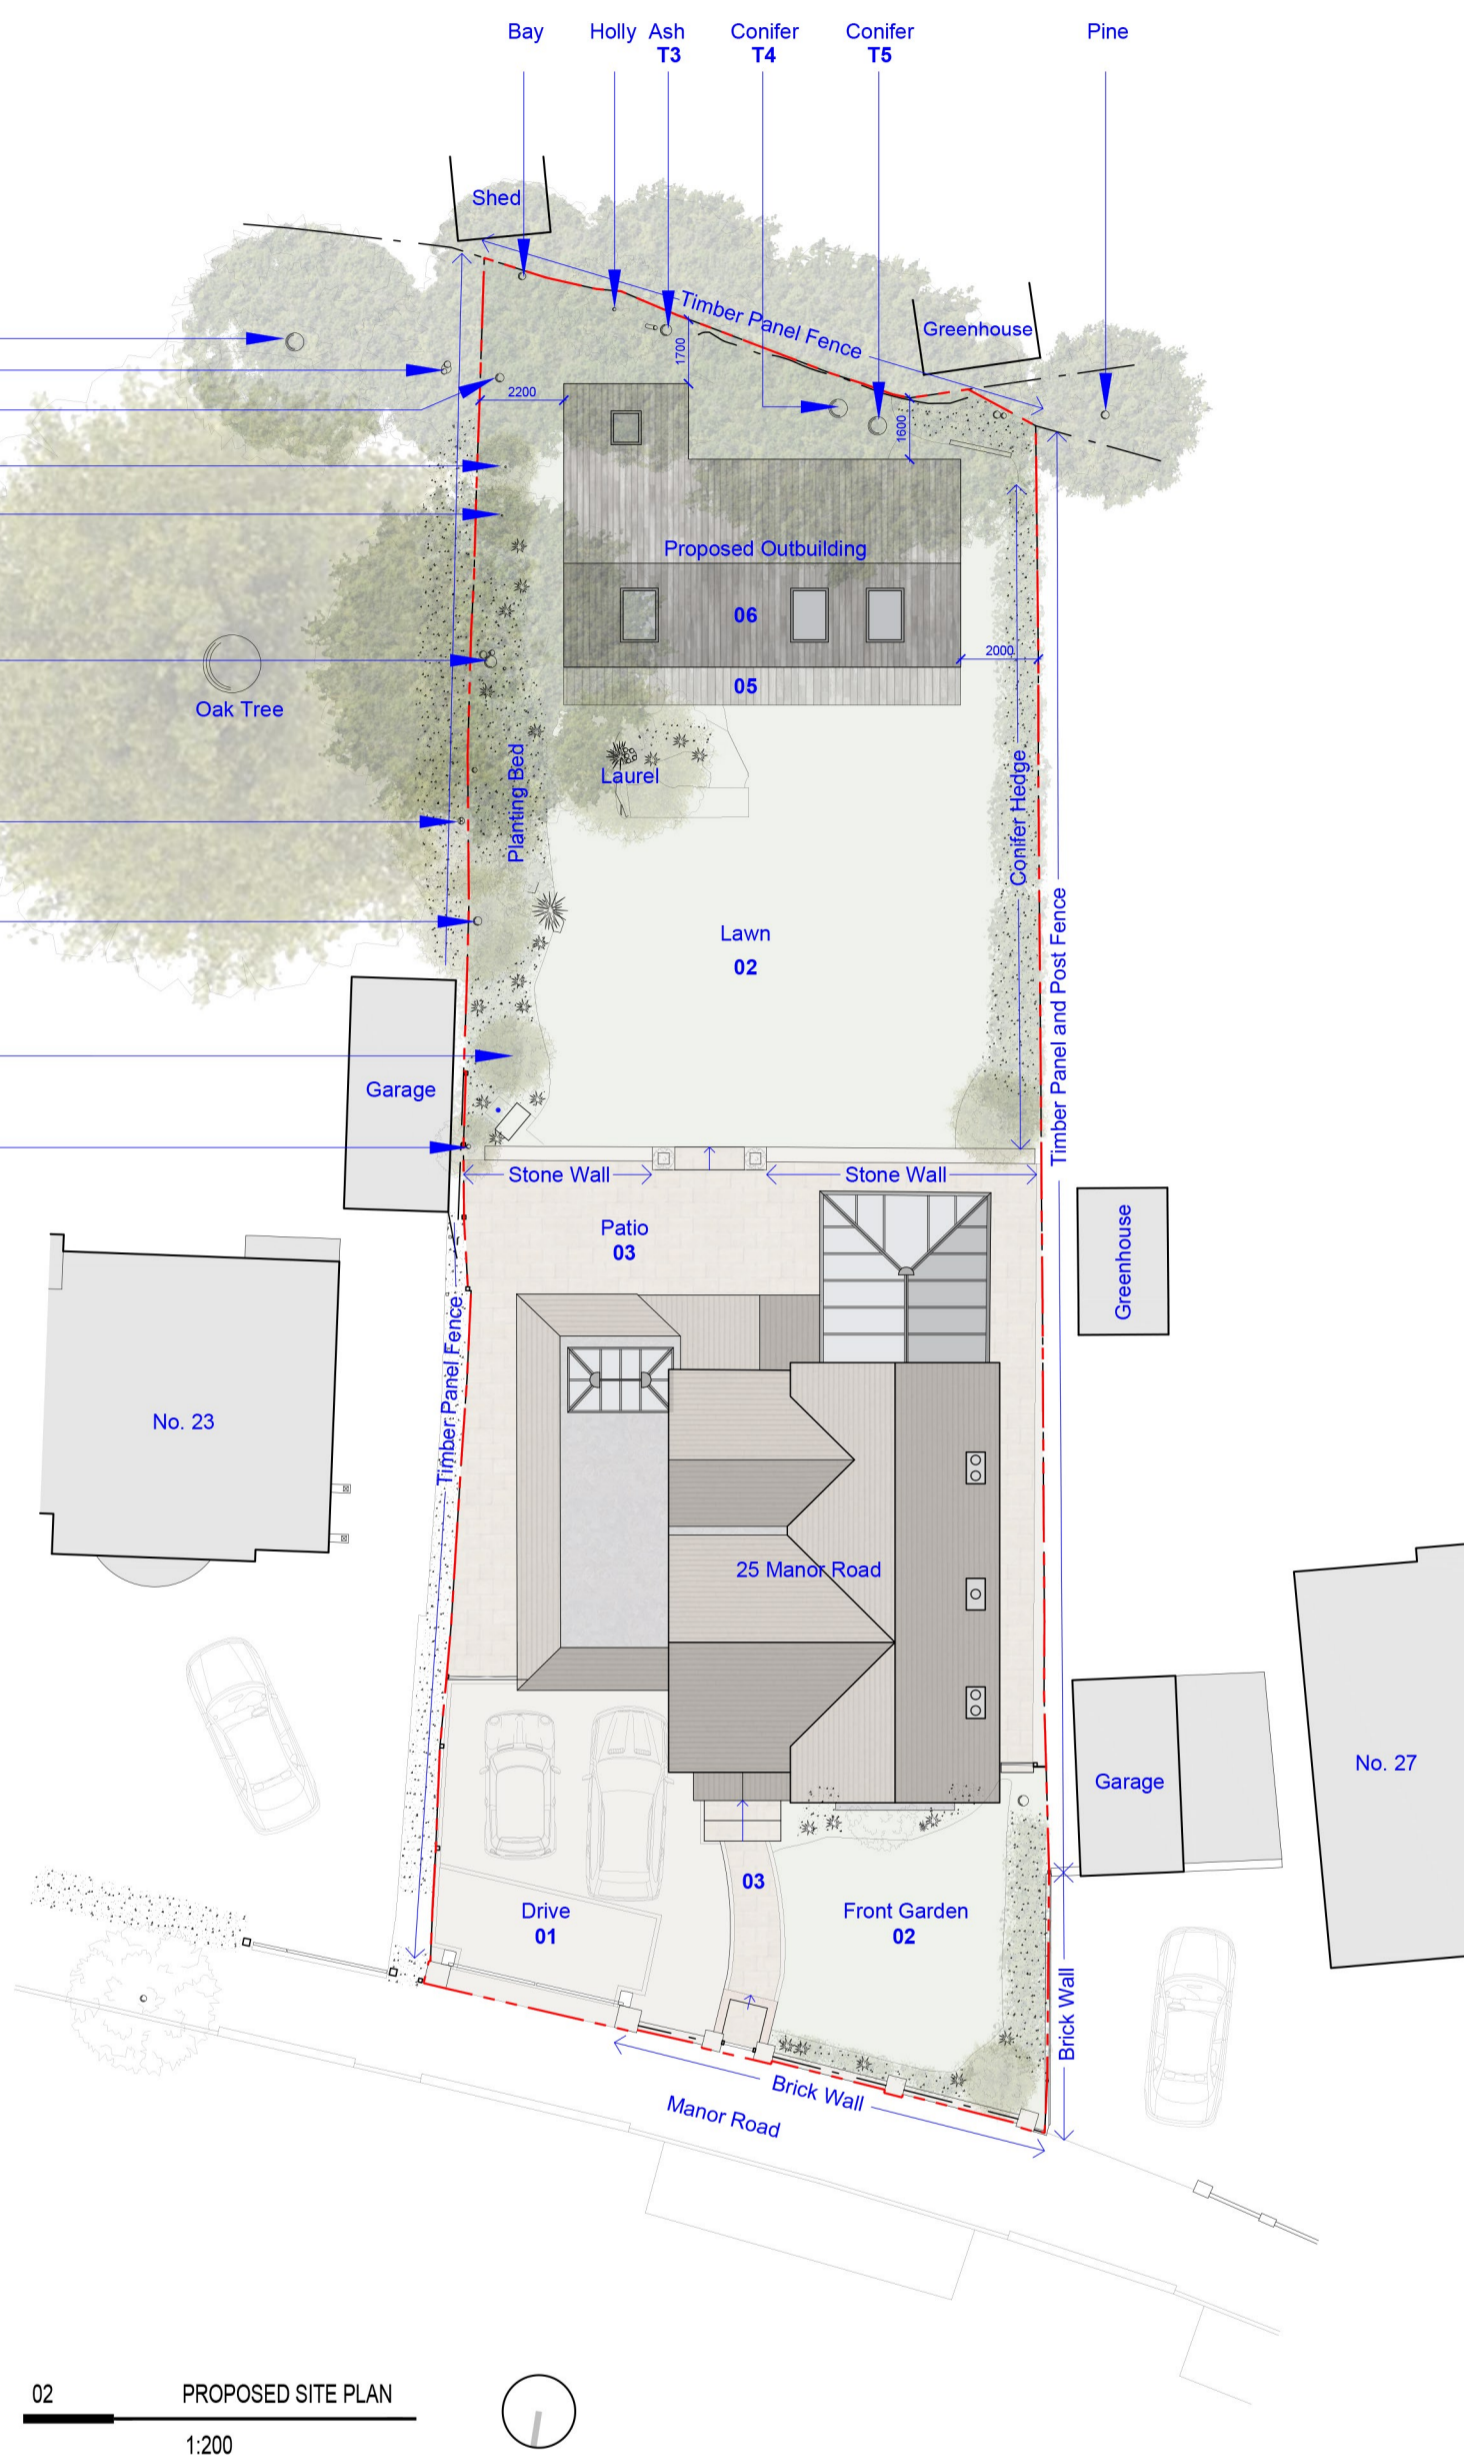 Bay
Holly
Ash
T3
Conifer
T4
Conifer
T5
Pine
Shed
Timber Panel Fence
Greenhouse
1700
2200
1600
Proposed Outbuilding
06
2000
05
Oak Tree
Laurel
Planting Bed
Conifer Hedge
Timber Panel and Post Fence
Lawn
02
Garage
Stone Wall
Stone Wall
Patio
03
Greenhouse
Timber Panel Fence
No. 23
25 Manor Road
No. 27
Garage
03
Drive
01
Front Garden
02
Brick Wall
Brick Wall
Manor Road
02
PROPOSED SITE PLAN
1:200